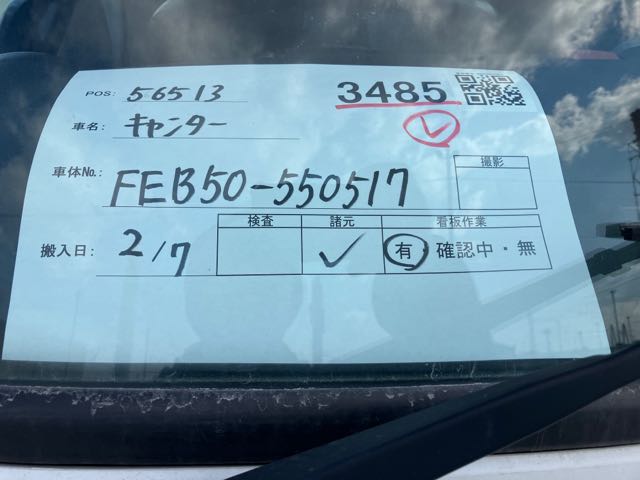 POS: 56513
3485
車名: キャンター
車体No.: FEB50-550517
撮影
搬入日: 2/7
検査 諸元 看板作業
✓ 有・確認中・無